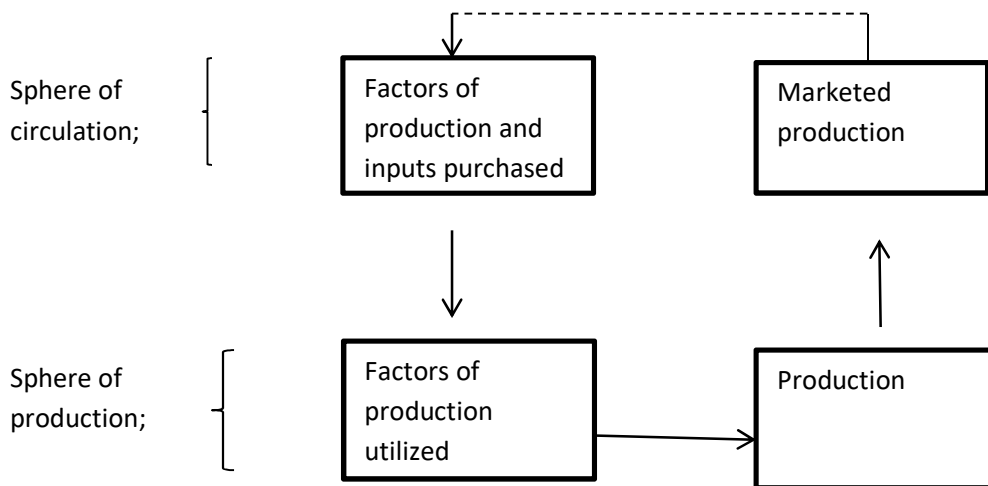 Sphere of
circulation;
Factors of
production and
inputs purchased
Marketed
production
Sphere of
production;
Factors of
production
utilized
Production